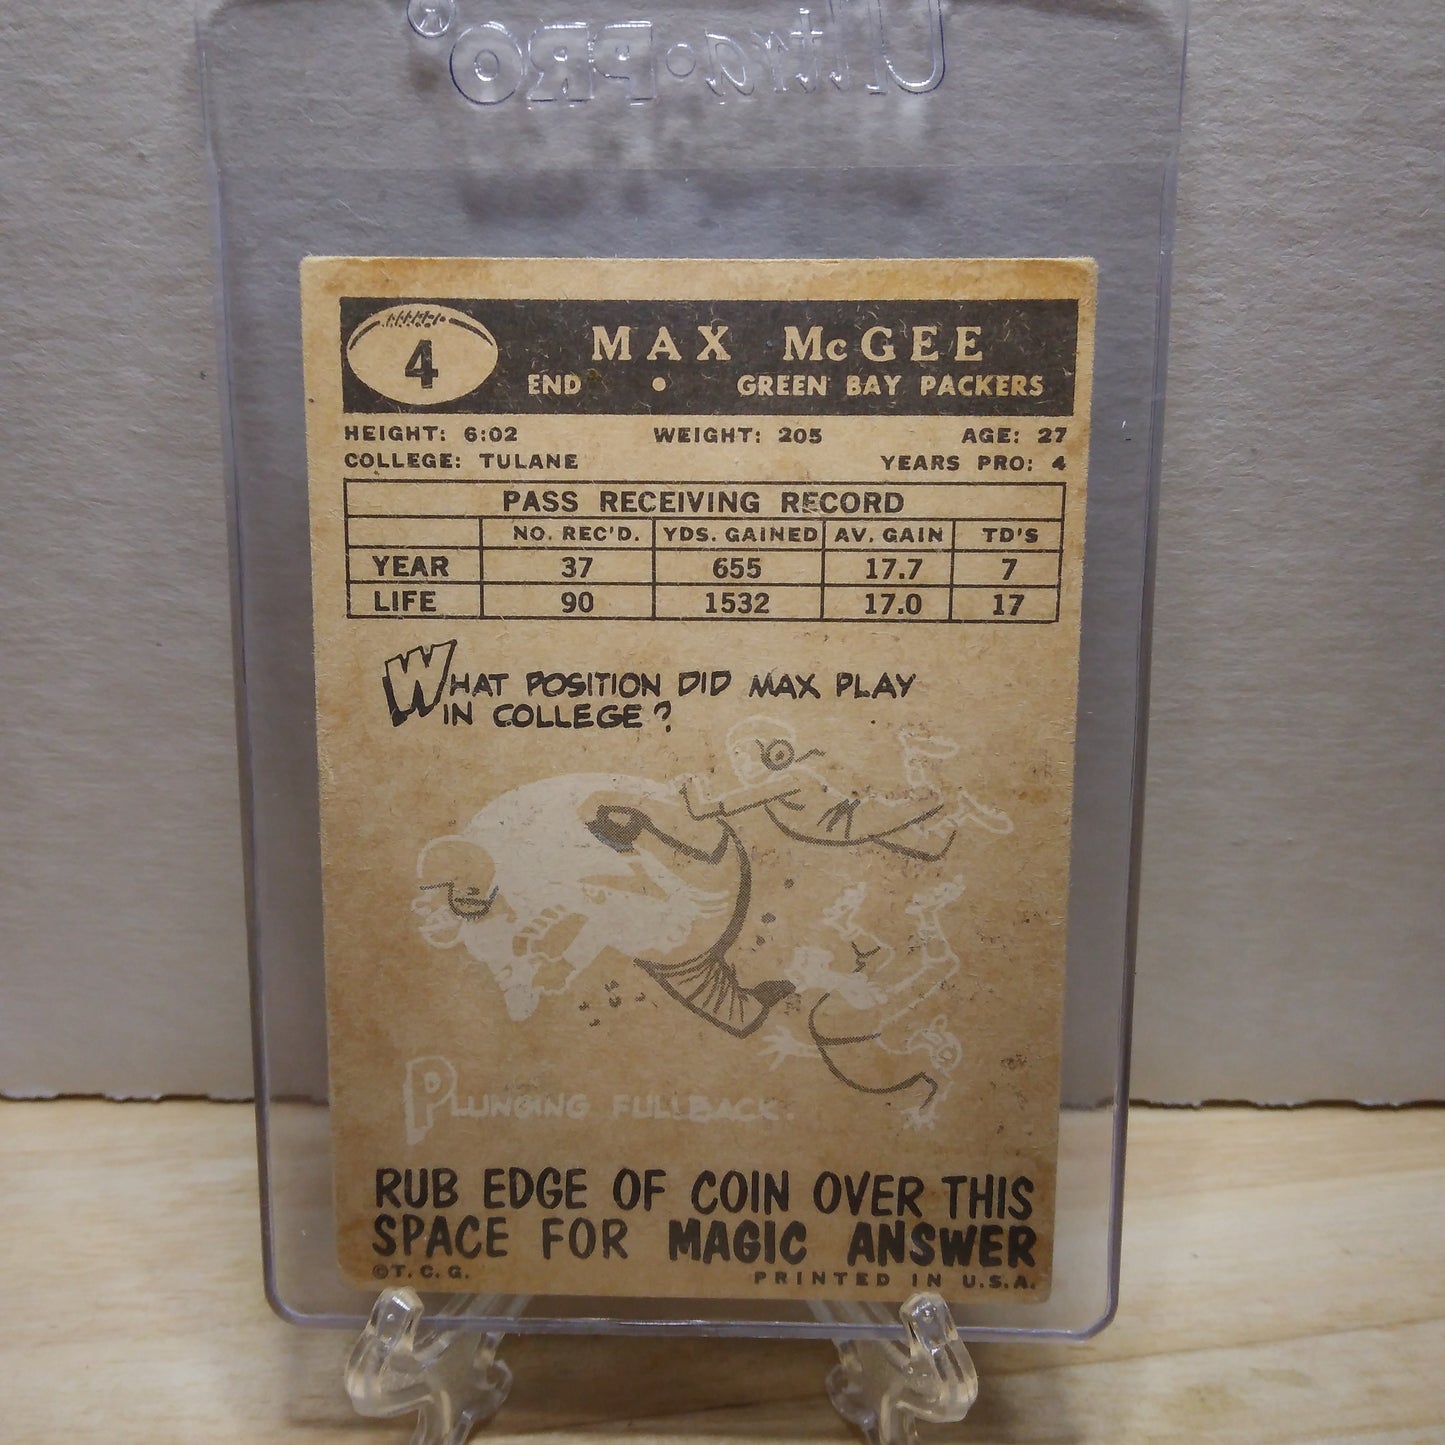 Ultra·PRO®
4
MAX McGEE
END • GREEN BAY PACKERS
HEIGHT: 6:02 WEIGHT: 205 AGE: 27
COLLEGE: TULANE YEARS PRO: 4
PASS RECEIVING RECORD
NO. REC'D. YDS. GAINED AV. GAIN TD'S
YEAR 37 655 17.7 7
LIFE 90 1532 17.0 17
WHAT POSITION DID MAX PLAY
IN COLLEGE?
PLUNGING FULLBACK.
RUB EDGE OF COIN OVER THIS
SPACE FOR MAGIC ANSWER
©T.C.G. PRINTED IN U.S.A.